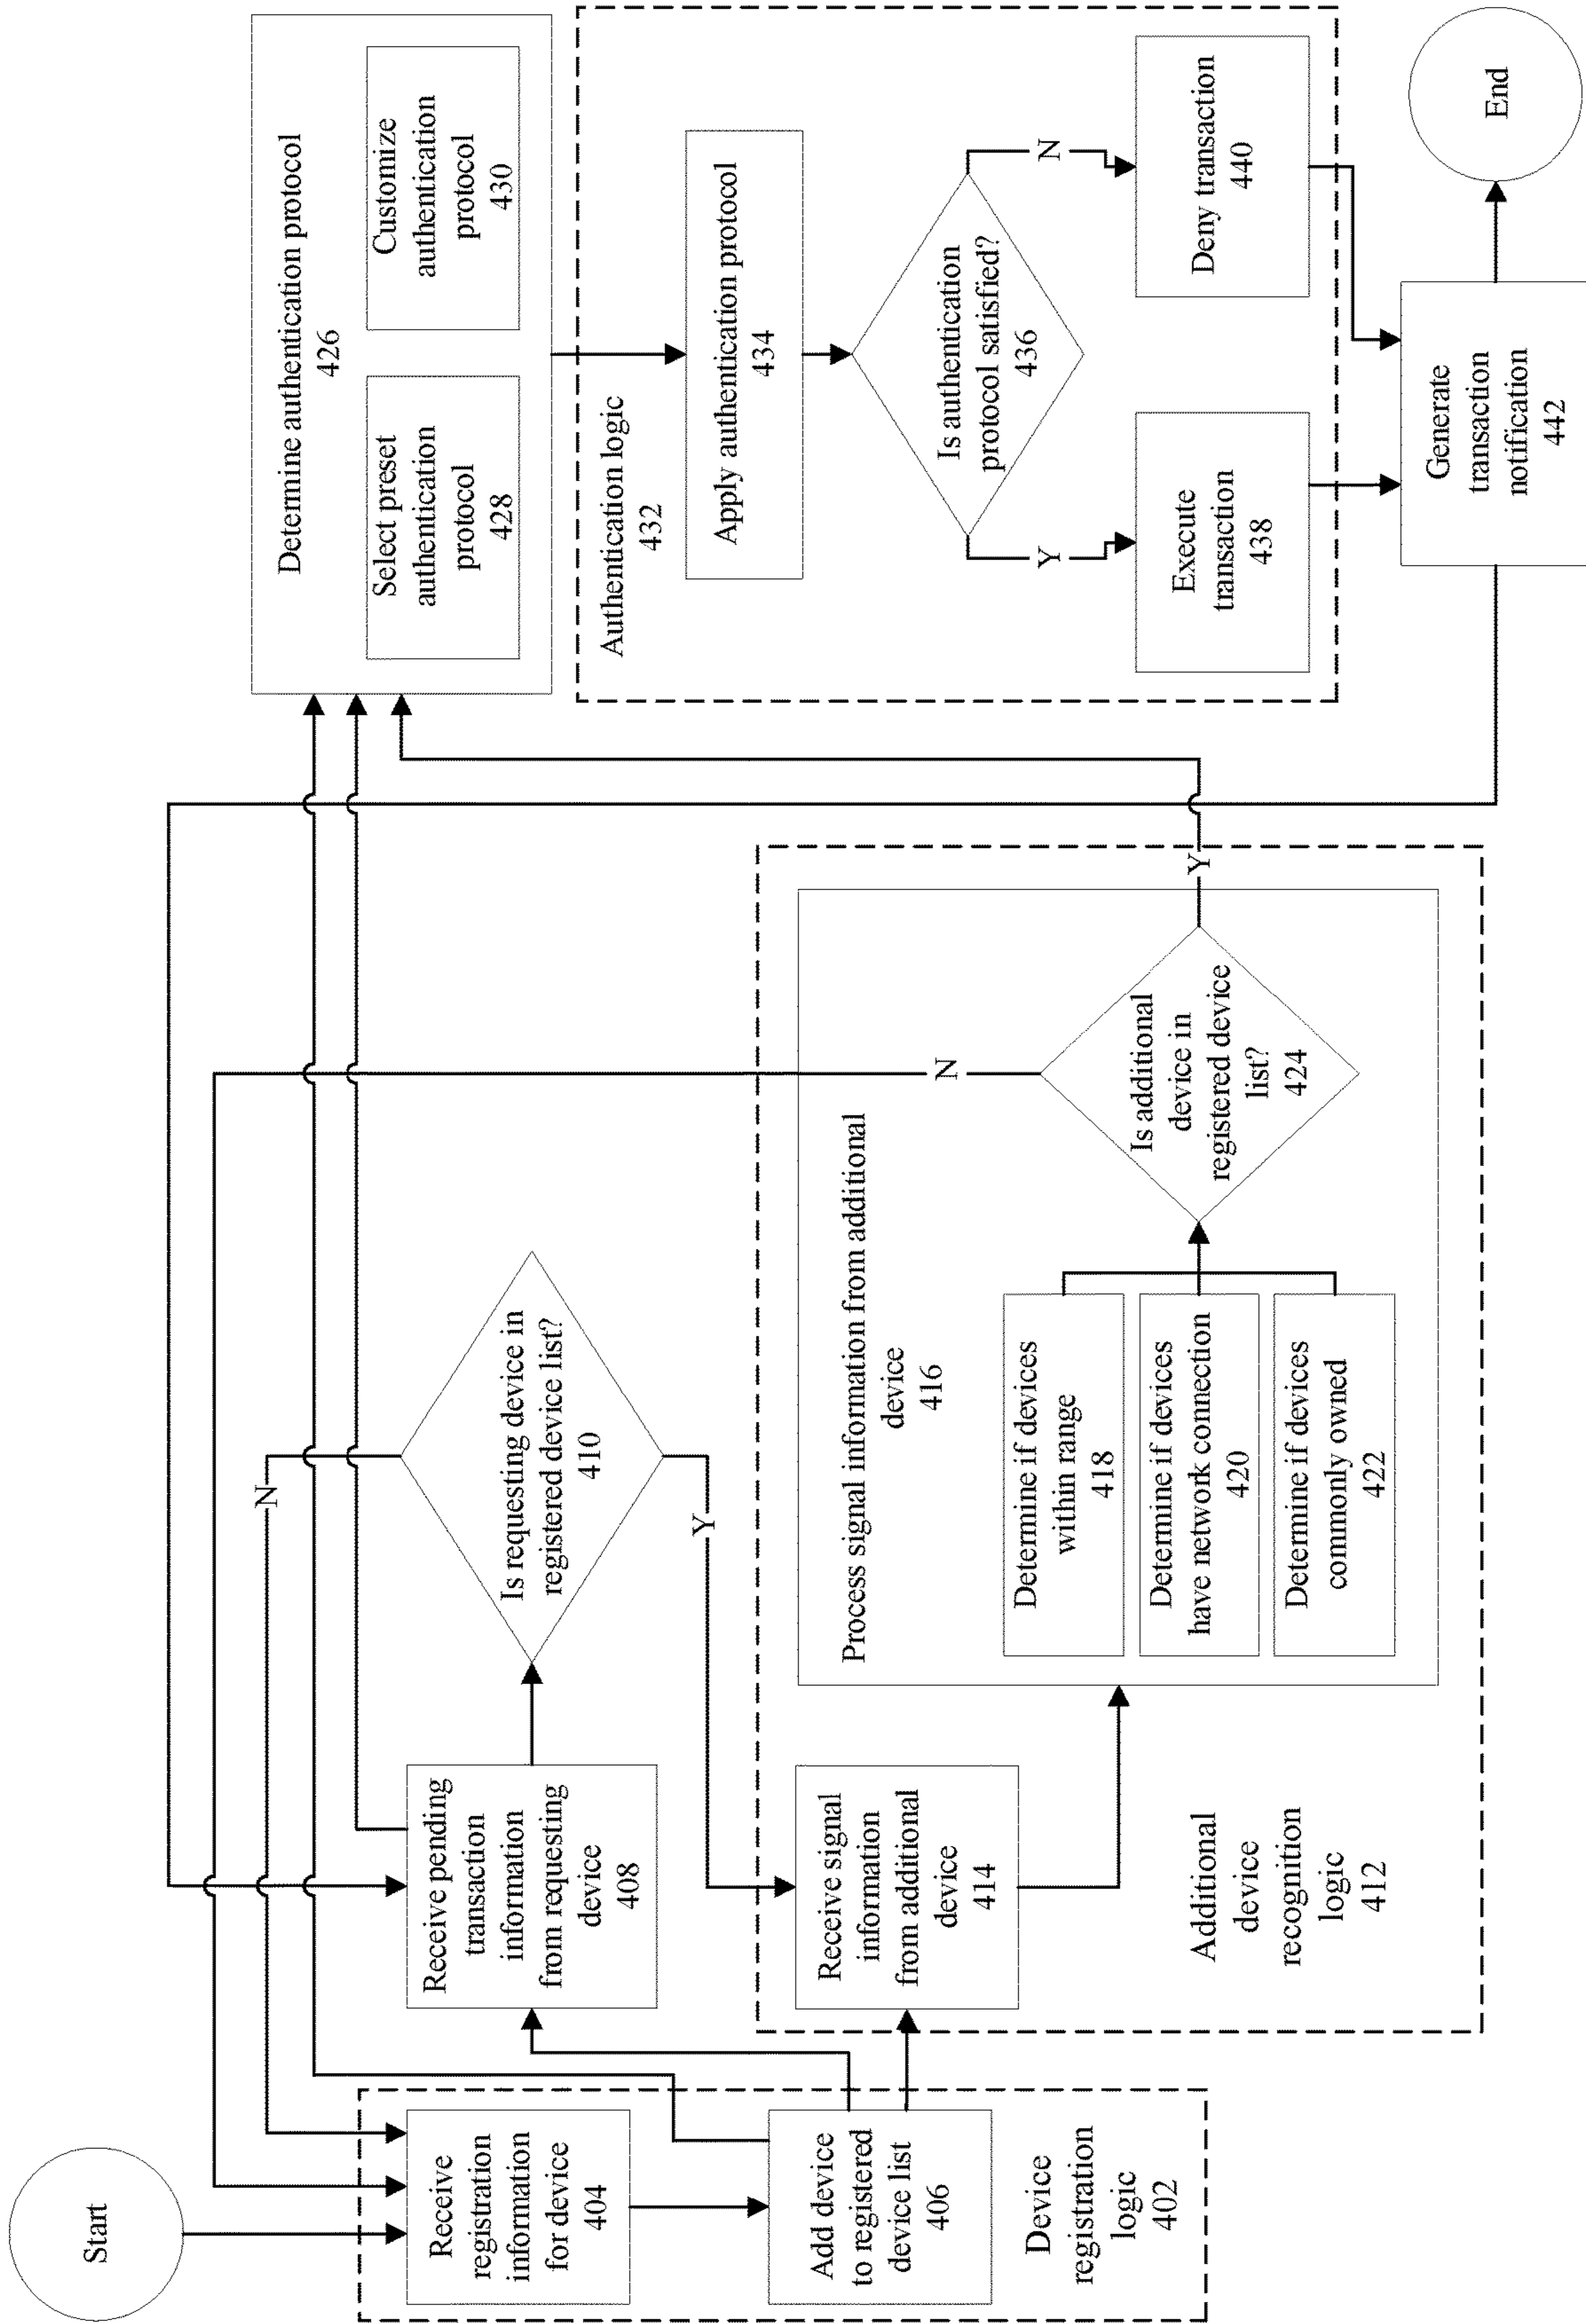 Start
Receive
registration
information
for device
404
Add device
to registered
device list
406
Device
registration
logic
402
Receive pending
transaction
information
from requesting
device
408
Is requesting device in
registered device list?
410
N
Y
Receive signal
information
from additional
device
414
Additional
device
recognition
logic
412
Process signal information from additional
device
416
Determine if devices
within range
418
Determine if devices
have network connection
420
Determine if devices
commonly owned
422
Is additional
device in
registered device
list?
424
N
Y
Determine authentication protocol
426
Select preset
authentication
protocol
428
Customize
authentication
protocol
430
Authentication logic
432
Apply authentication protocol
434
Is authentication
protocol satisfied?
436
Y
N
Execute
transaction
438
Deny transaction
440
Generate
transaction
notification
442
End